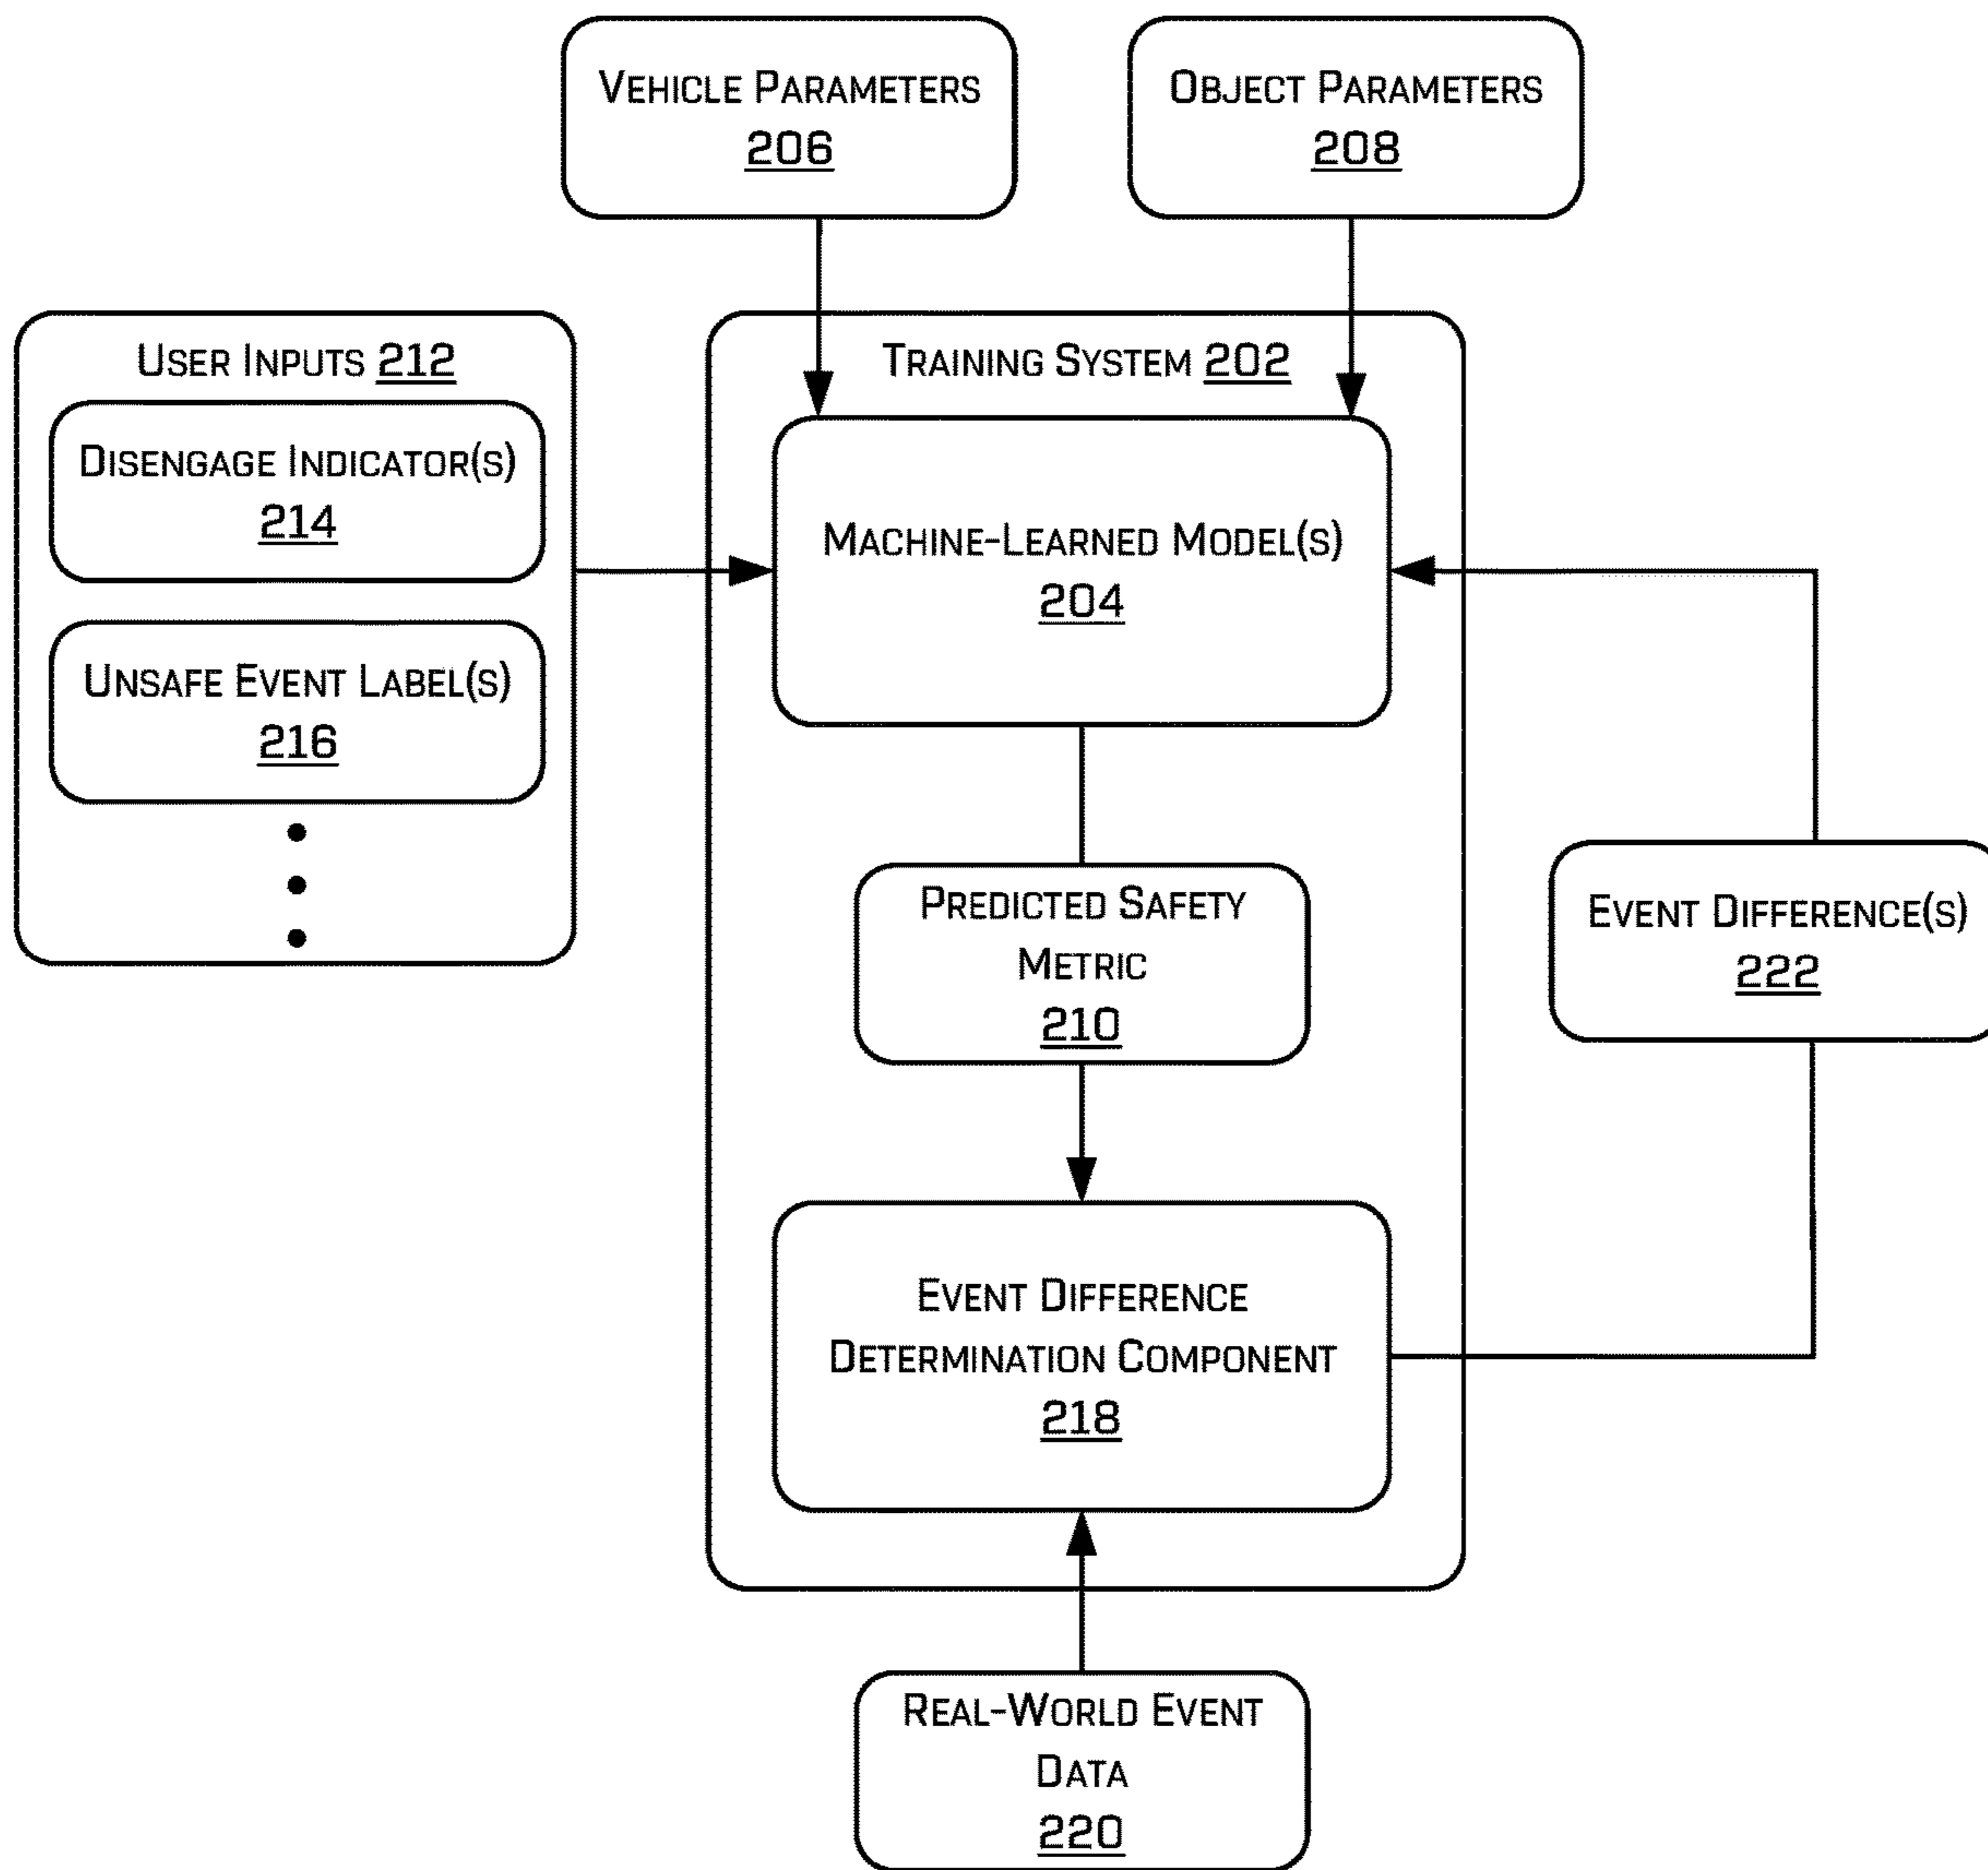 VEHICLE PARAMETERS
206
OBJECT PARAMETERS
208
USER INPUTS 212
DISENGAGE INDICATOR(S)
214
UNSAFE EVENT LABEL(S)
216
TRAINING SYSTEM 202
MACHINE-LEARNED MODEL(S)
204
PREDICTED SAFETY
METRIC
210
EVENT DIFFERENCE(S)
222
EVENT DIFFERENCE
DETERMINATION COMPONENT
218
REAL-WORLD EVENT
DATA
220